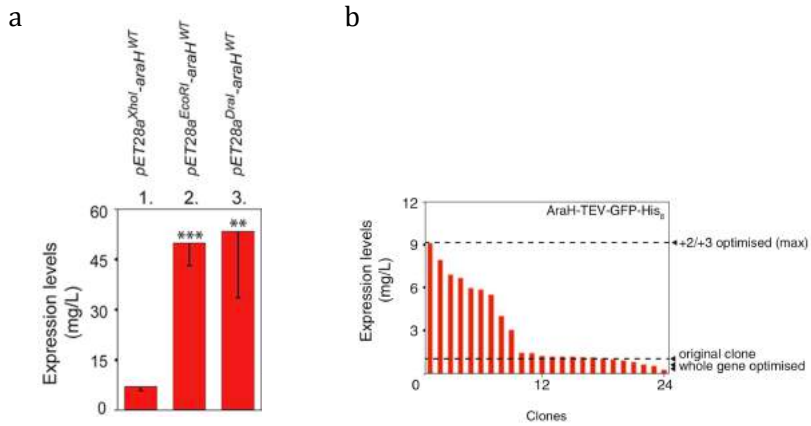 a
pET28a^XhoI-araH^WT
pET28a^EcoRI-araH^WT
pET28a^DraI-araH^WT
1. 2. 3.
Expression levels
(mg/L)
60
45
30
15
0
***
**
b
AraH-TEV-GFP-His₈
Expression levels
(mg/L)
12
9
6
3
0 12 24
Clones
+2/+3 optimised (max)
original clone
whole gene optimised